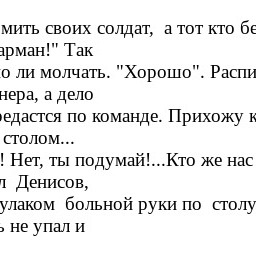 мить своих солдат, а тот кто бе
арман!" Так
о ли молчать. "Хорошо". Распи
нера, а дело
редастся по команде. Прихожу к
столом...
! Нет, ты подумай!...Кто же нас
л Денисов,
улаком больной руки по столу
ь не упал и